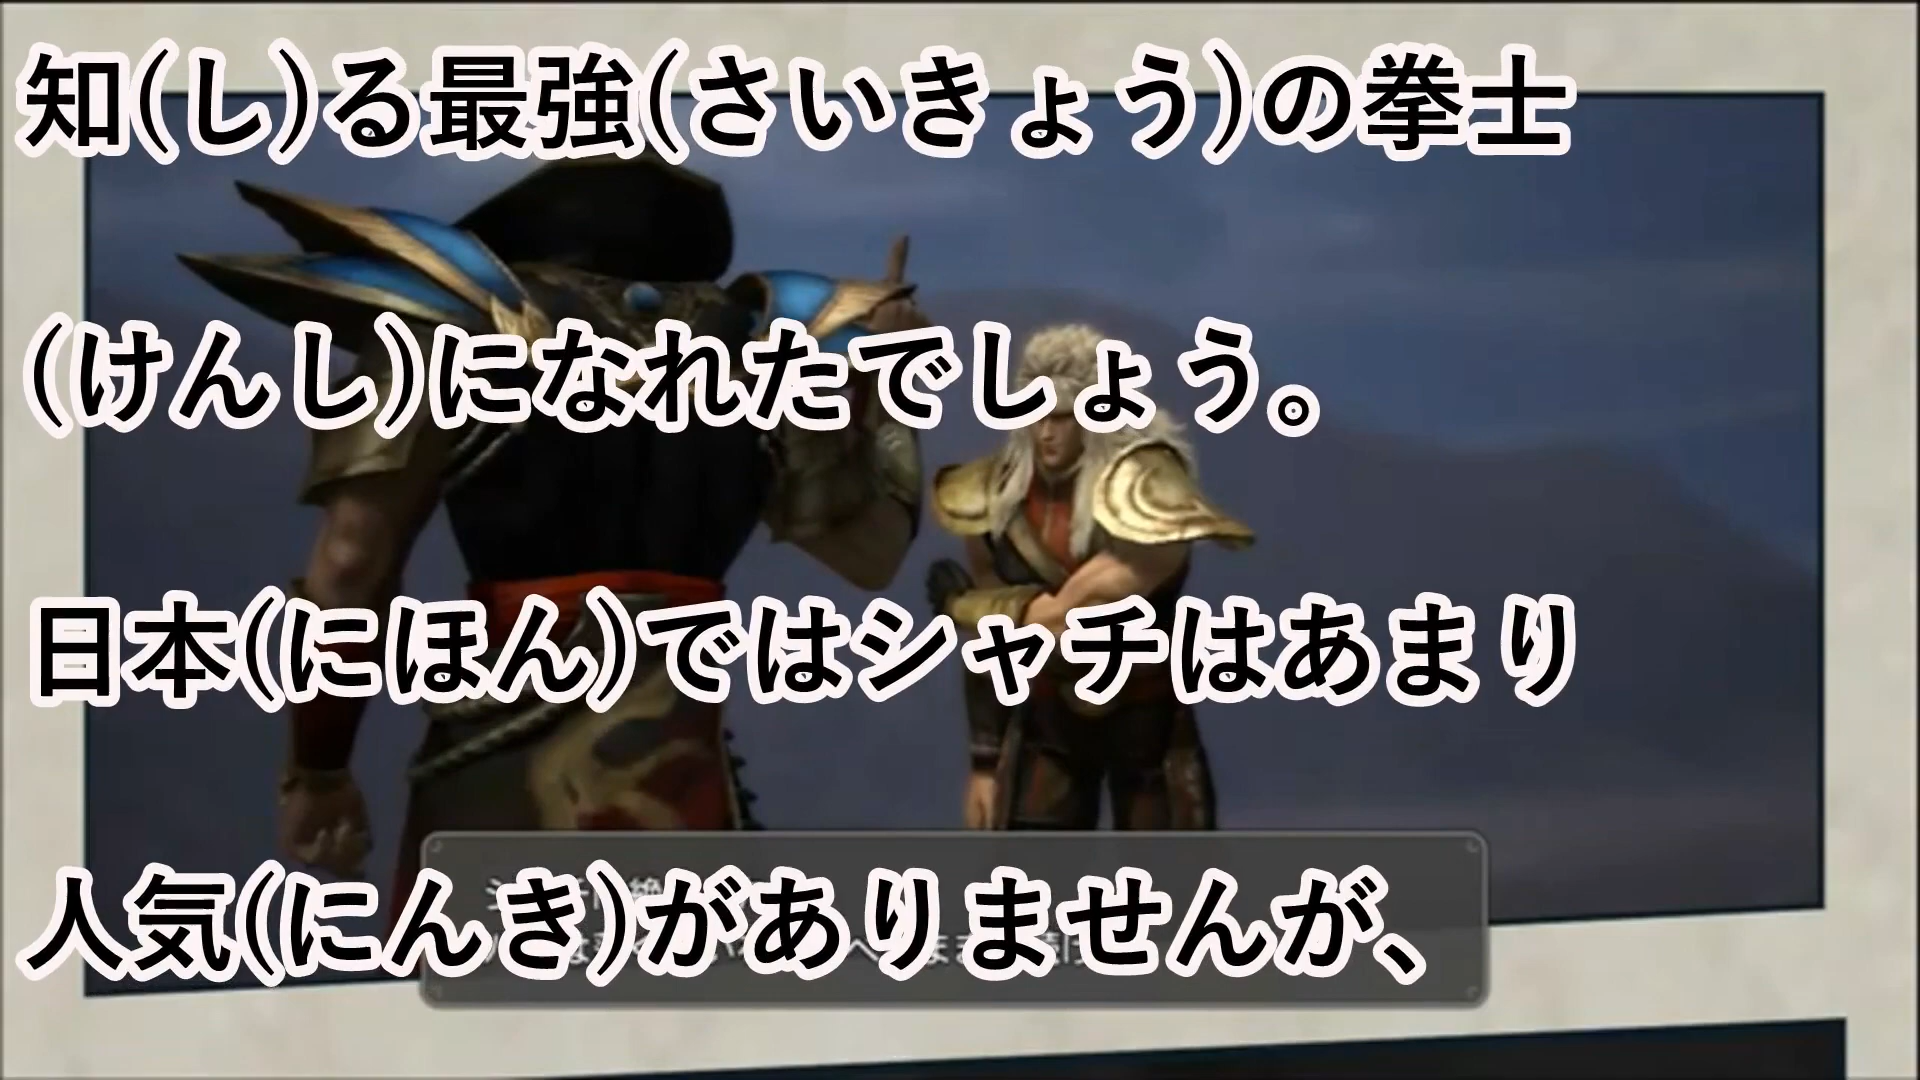 知(し)る最強(さいきょう)の拳士
(けんし)になれたでしょう。
日本(にほん)ではシャチはあまり
人気(にんき)がありませんが、